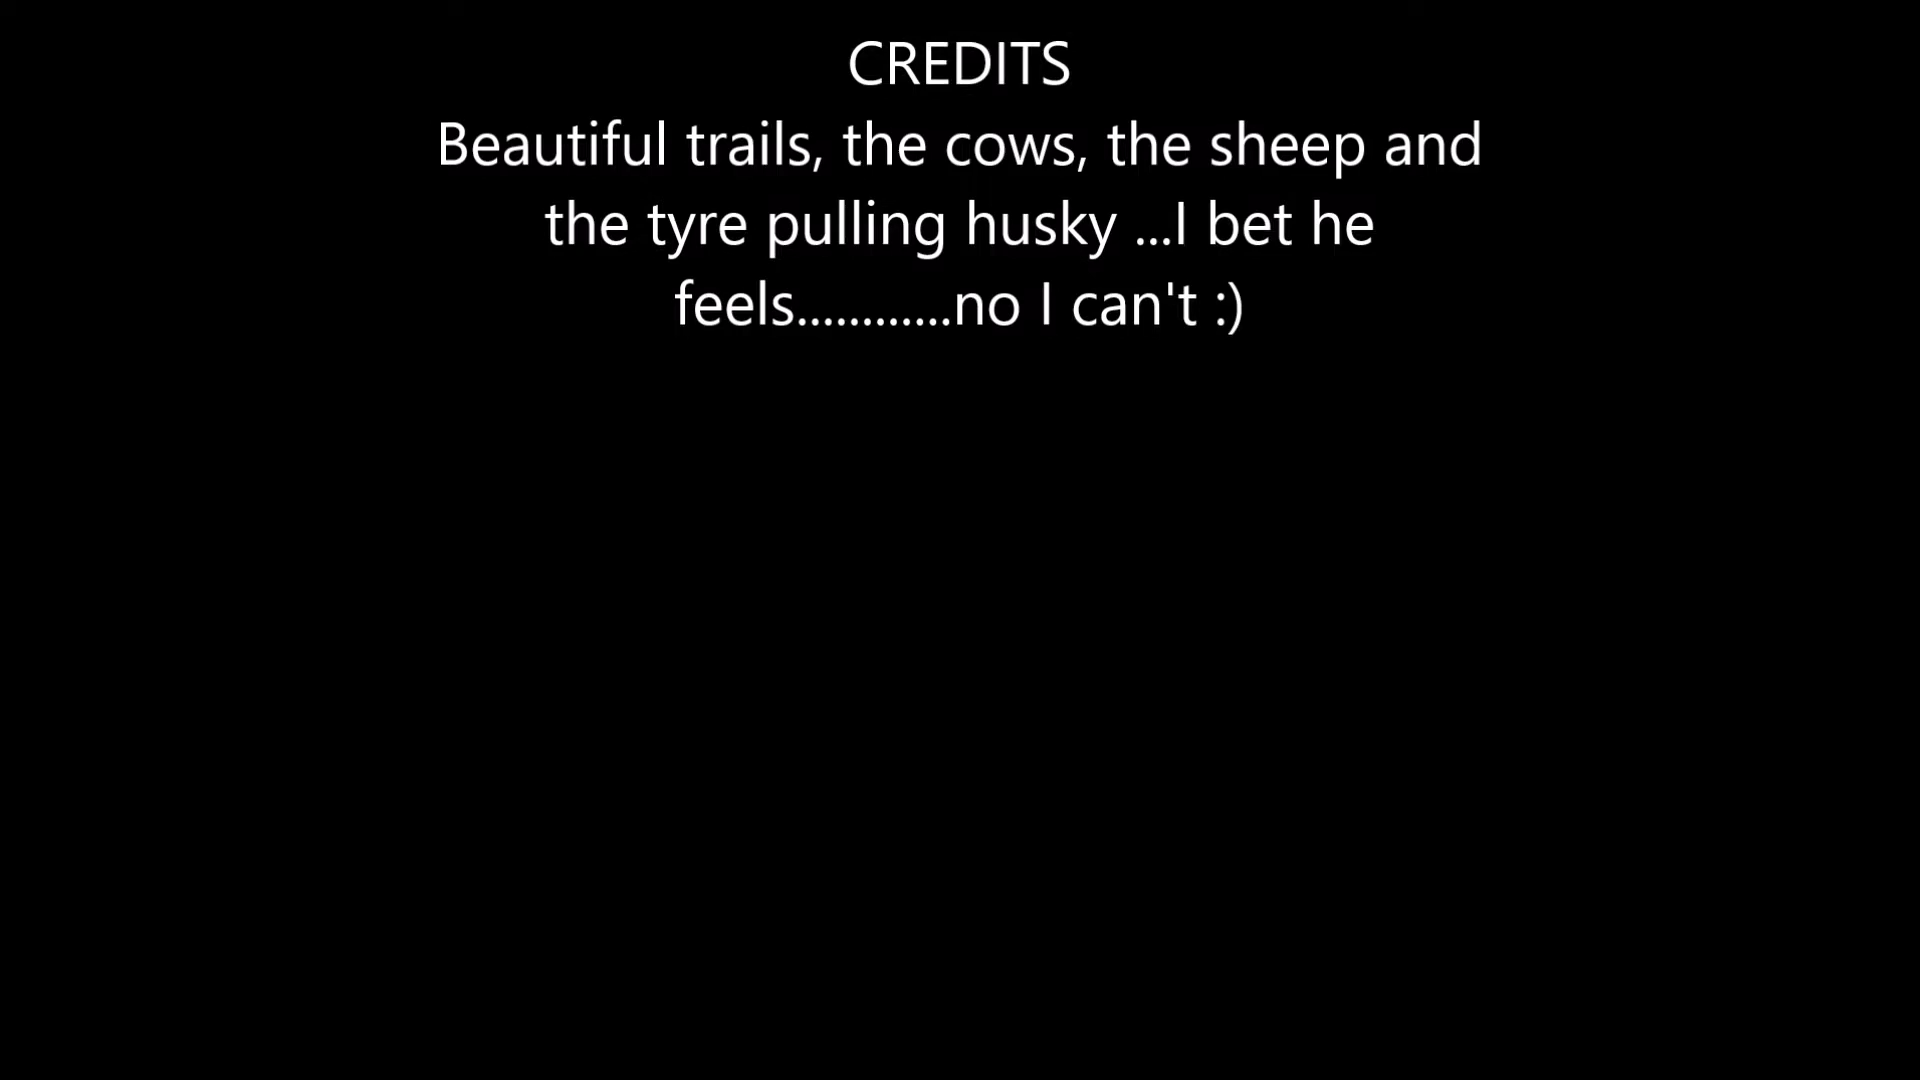 CREDITS
Beautiful trails, the cows, the sheep and
the tyre pulling husky ...I bet he
feels............no I can't :)